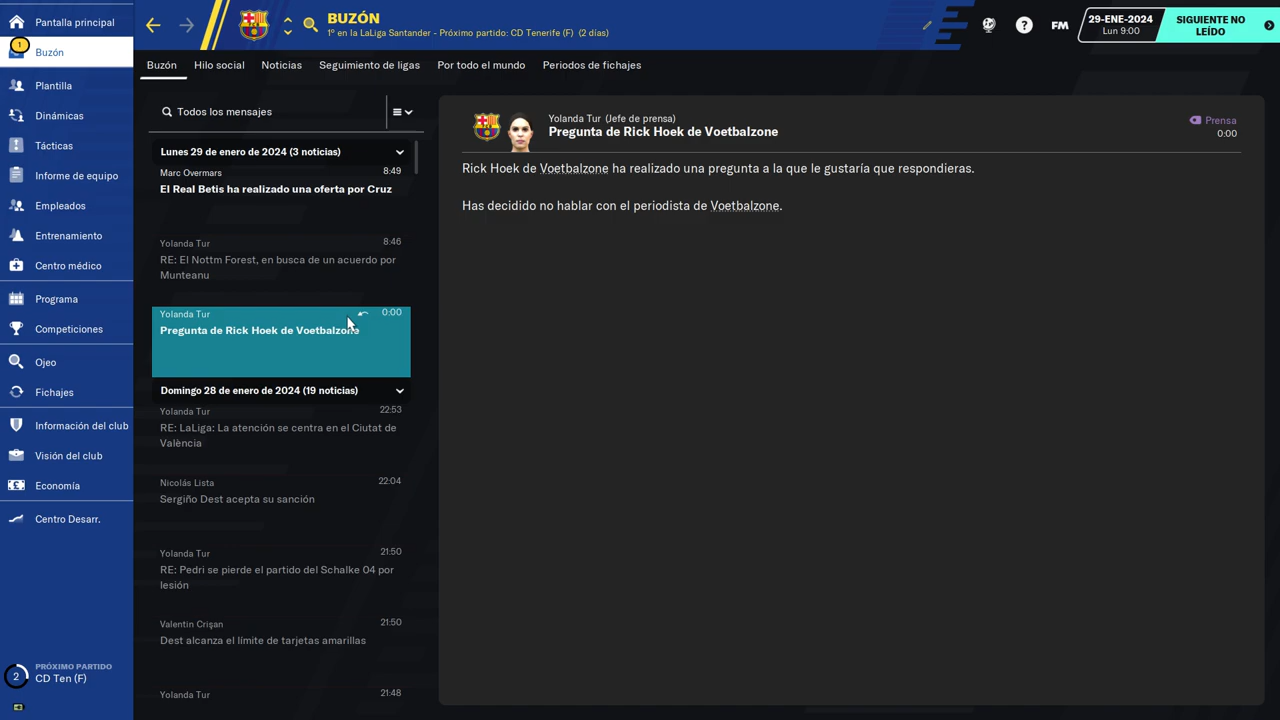 Pantalla principal
1
Buzón
Plantilla
Dinámicas
Tácticas
Informe de equipo
Empleados
Entrenamiento
Centro médico
Programa
Competiciones
Ojeo
Fichajes
Información del club
Visión del club
Economía
Centro Desarr.
PRÓXIMO PARTIDO
2
CD Ten (F)
BUZÓN
1º en la LaLiga Santander - Próximo partido: CD Tenerife (F) (2 días)
FM
29-ENE-2024
Lun 9:00
SIGUIENTE NO
LEÍDO
Buzón
Hilo social
Noticias
Seguimiento de ligas
Por todo el mundo
Periodos de fichajes
Todos los mensajes
Lunes 29 de enero de 2024 (3 noticias)
Marc Overmars
8:49
El Real Betis ha realizado una oferta por Cruz
Yolanda Tur
8:46
RE: El Nottm Forest, en busca de un acuerdo por
Munteanu
Yolanda Tur
0:00
Pregunta de Rick Hoek de Voetbalzone
Domingo 28 de enero de 2024 (19 noticias)
Yolanda Tur
22:53
RE: LaLiga: La atención se centra en el Ciutat de
València
Nicolás Lista
22:04
Sergiño Dest acepta su sanción
Yolanda Tur
21:50
RE: Pedri se pierde el partido del Schalke 04 por
lesión
Valentin Crişan
21:50
Dest alcanza el límite de tarjetas amarillas
Yolanda Tur
21:48
Yolanda Tur (Jefe de prensa)
Pregunta de Rick Hoek de Voetbalzone
Prensa
0:00
Rick Hoek de Voetbalzone ha realizado una pregunta a la que le gustaría que respondieras.
Has decidido no hablar con el periodista de Voetbalzone.